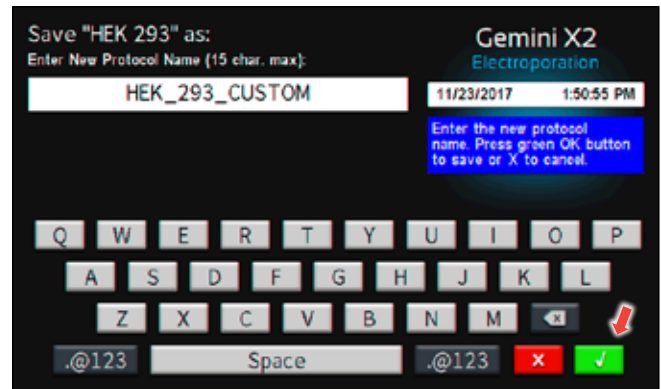 Save "HEK 293" as:
Enter New Protocol Name (15 char. max):
HEK_293_CUSTOM
Gemini X2
Electroporation
11/23/2017 1:50:55 PM
Enter the new protocol
name. Press green OK button
to save or X to cancel.
Q W E R T Y U I O P
A S D F G H J K L
Z X C V B N M
.@123 Space .@123 X √